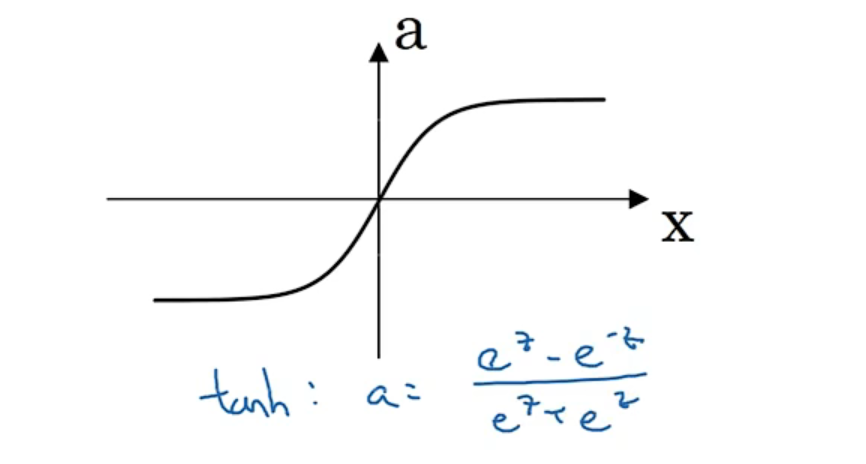 a
x
tanh: a = (e^z - e^-z) / (e^z + e^z)